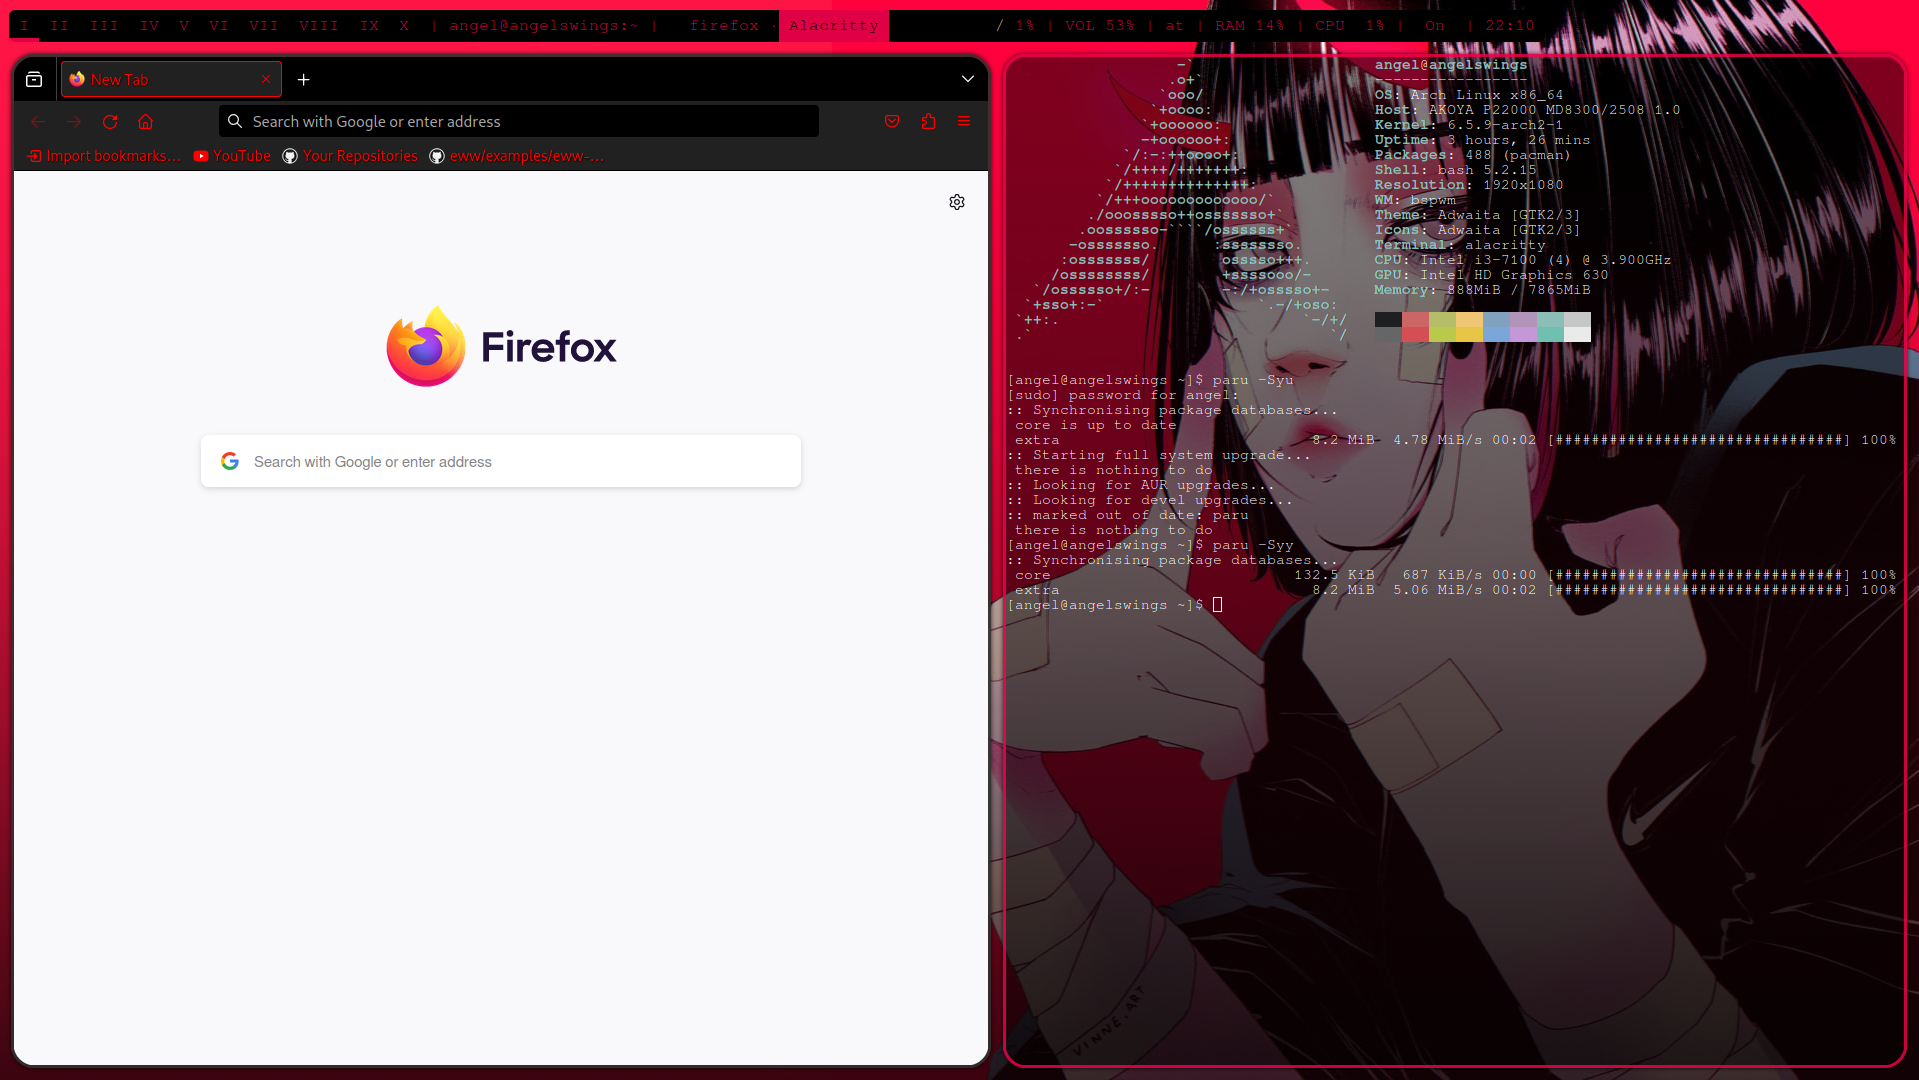 I II III IV V VI VII VIII IX X | angel@angelswings:~ | firefox · Alacritty / 1% | VOL 53% | at | RAM 14% | CPU 1% | On | 22:10
New Tab
Search with Google or enter address
Import bookmarks... YouTube Your Repositories eww/examples/eww-...
Firefox
Search with Google or enter address
-`
.o+`
`ooo/
`+oooo:
`+oooooo:
-+oooooo+:
`/:-:++oooo+:
`/++++/+++++++:
`/++++++++++++++:
`/+++ooooooooooooo/`
./ooosssso++osssssso+`
.oossssso-````/ossssss+`
-osssssso. :ssssssso.
:osssssss/ osssso+++.
/ossssssss/ +ssssooo/-
`/ossssso+/:- -:/+osssso+-
`+sso+:-` `.-/+oso:
`++:. `-/+/
.` `/
angel@angelswings
-----------------
OS: Arch Linux x86_64
Host: AKOYA P22000 MD8300/2508 1.0
Kernel: 6.5.9-arch2-1
Uptime: 3 hours, 26 mins
Packages: 488 (pacman)
Shell: bash 5.2.15
Resolution: 1920x1080
WM: bspwm
Theme: Adwaita [GTK2/3]
Icons: Adwaita [GTK2/3]
Terminal: alacritty
CPU: Intel i3-7100 (4) @ 3.900GHz
GPU: Intel HD Graphics 630
Memory: 888MiB / 7865MiB
[angel@angelswings ~]$ paru -Syu
[sudo] password for angel:
:: Synchronising package databases...
core is up to date
extra 8.2 MiB 4.78 MiB/s 00:02 [################################] 100%
:: Starting full system upgrade...
there is nothing to do
:: Looking for AUR upgrades...
:: Looking for devel upgrades...
:: marked out of date: paru
there is nothing to do
[angel@angelswings ~]$ paru -Syy
:: Synchronising package databases...
core 132.5 KiB 687 KiB/s 00:00 [################################] 100%
extra 8.2 MiB 5.06 MiB/s 00:02 [################################] 100%
[angel@angelswings ~]$
VINNE.ART